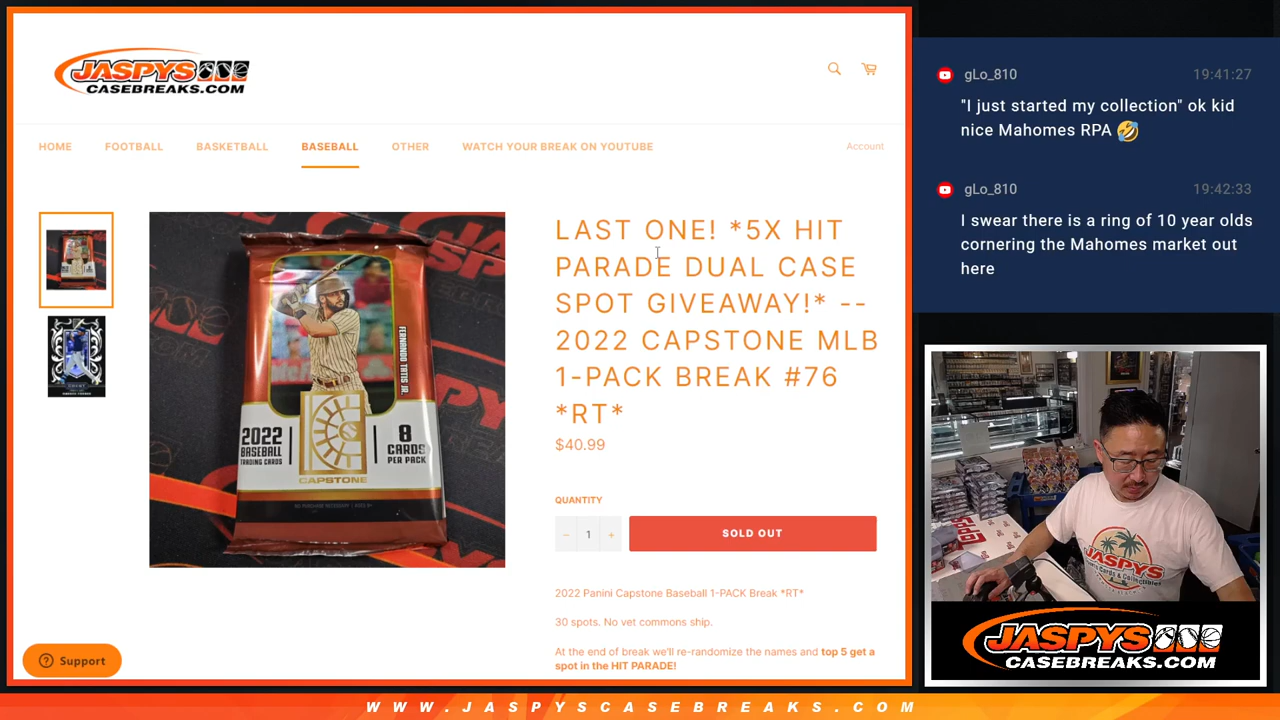 JASPYS
CASEBREAKS.COM
HOME FOOTBALL BASKETBALL BASEBALL OTHER WATCH YOUR BREAK ON YOUTUBE Account
LAST ONE! *5X HIT
PARADE DUAL CASE
SPOT GIVEAWAY!* --
2022 CAPSTONE MLB
1-PACK BREAK #76
*RT*
$40.99
QUANTITY
− 1 + SOLD OUT
2022 Panini Capstone Baseball 1-PACK Break *RT*
30 spots. No vet commons ship.
At the end of break we'll re-randomize the names and top 5 get a
spot in the HIT PARADE!
FERNANDO TATIS JR.
2022
BASEBALL
TRADING CARDS
8
CARDS
PER PACK
CAPSTONE
Support
gLo_810 19:41:27
"I just started my collection" ok kid
nice Mahomes RPA 🤣
gLo_810 19:42:33
I swear there is a ring of 10 year olds
cornering the Mahomes market out
here
JASPYS
JASPYS
CASEBREAKS.COM
WWW.JASPYSCASEBREAKS.COM